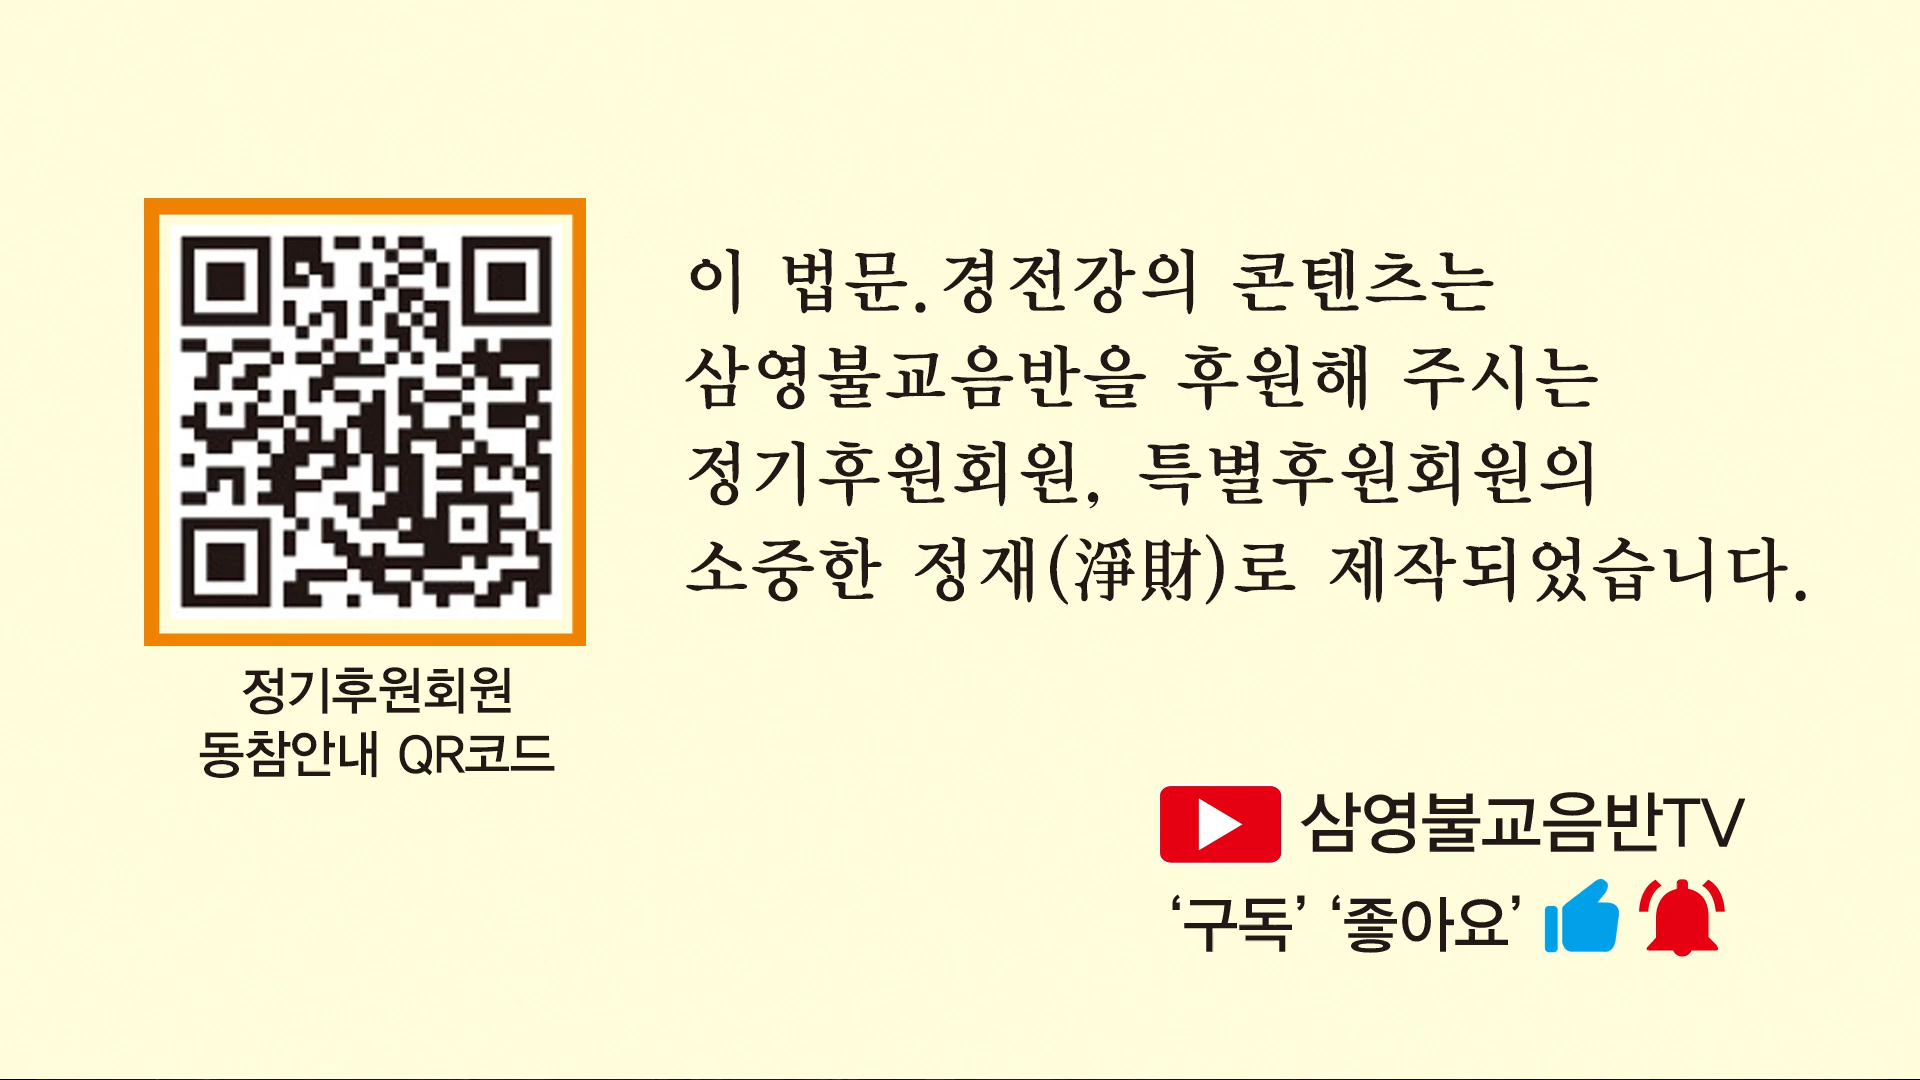 이 법문.경전강의 콘텐츠는
삼영불교음반을 후원해 주시는
정기후원회원, 특별후원회원의
소중한 정재(淨財)로 제작되었습니다.
정기후원회원
동참안내 QR코드
삼영불교음반TV
‘구독’ ‘좋아요’